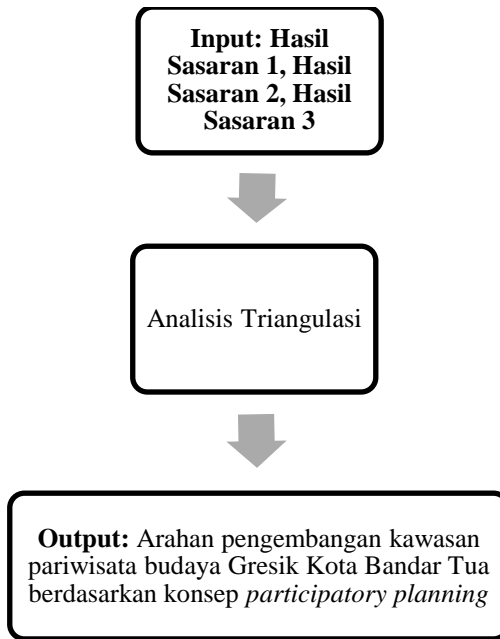 Input: Hasil
Sasaran 1, Hasil
Sasaran 2, Hasil
Sasaran 3
Analisis Triangulasi
Output: Arahan pengembangan kawasan
pariwisata budaya Gresik Kota Bandar Tua
berdasarkan konsep participatory planning